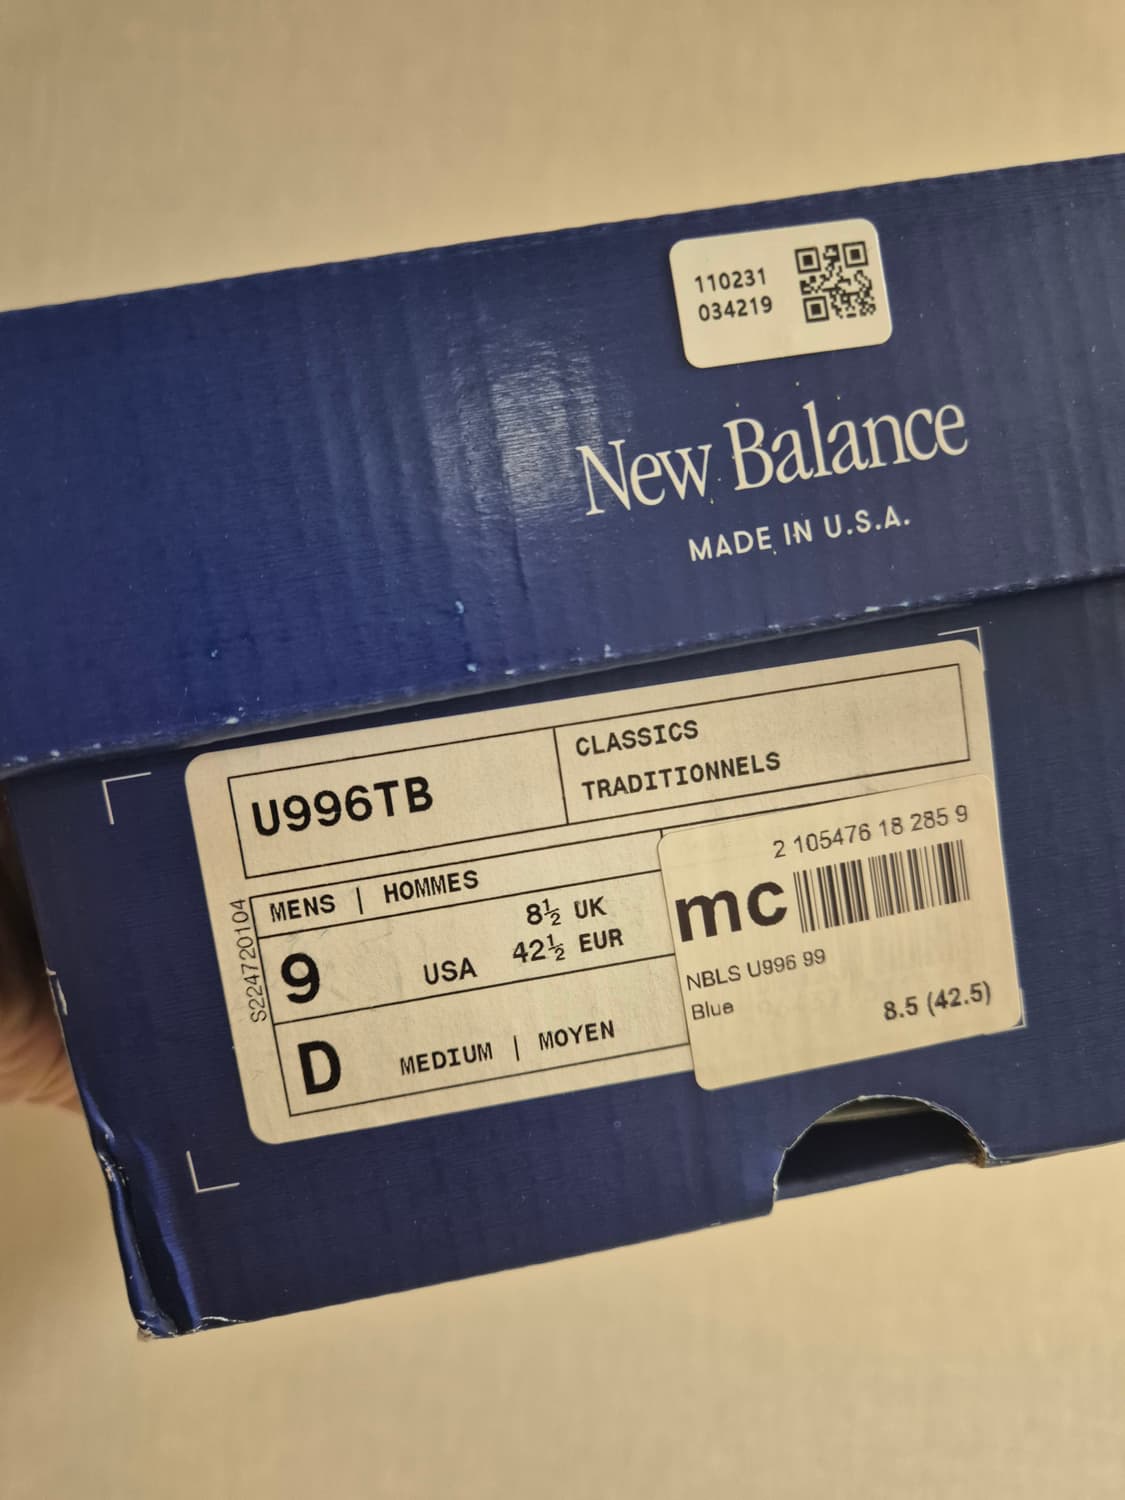 110231
034219
New Balance
MADE IN U.S.A.
U996TB
CLASSICS
TRADITIONNELS
MENS | HOMMES
9 USA
8½ UK
42½ EUR
D MEDIUM | MOYEN
S224720104
2 105476 18 285 9
mc
NBLS U996 99
Blue
8.5 (42.5)